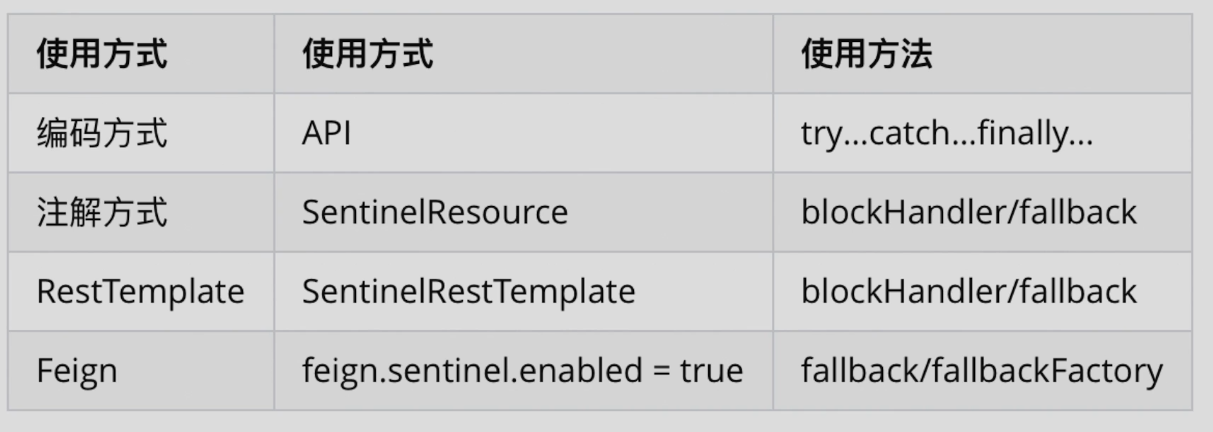 使用方式 使用方式 使用方法
编码方式 API try...catch...finally...
注解方式 SentinelResource blockHandler/fallback
RestTemplate SentinelRestTemplate blockHandler/fallback
Feign feign.sentinel.enabled = true fallback/fallbackFactory